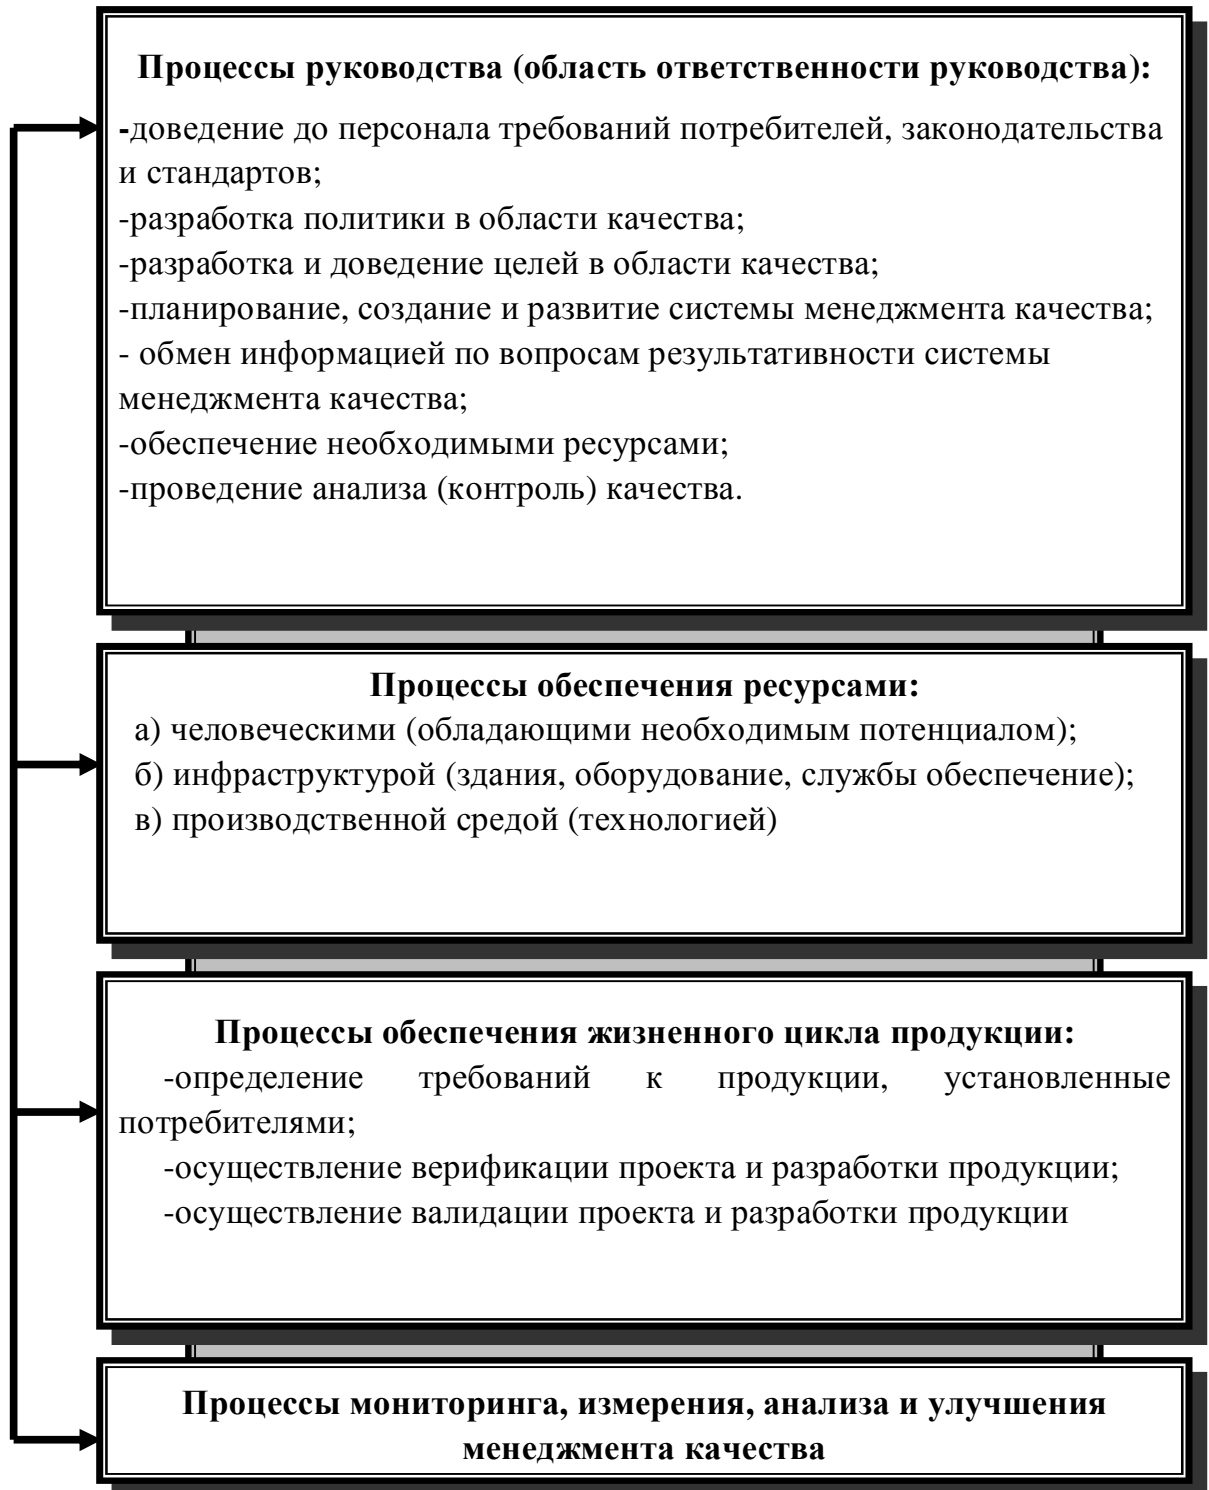 Процессы руководства (область ответственности руководства):
-доведение до персонала требований потребителей, законодательства
и стандартов;
-разработка политики в области качества;
-разработка и доведение целей в области качества;
-планирование, создание и развитие системы менеджмента качества;
- обмен информацией по вопросам результативности системы
менеджмента качества;
-обеспечение необходимыми ресурсами;
-проведение анализа (контроль) качества.
Процессы обеспечения ресурсами:
а) человеческими (обладающими необходимым потенциалом);
б) инфраструктурой (здания, оборудование, службы обеспечение);
в) производственной средой (технологией)
Процессы обеспечения жизненного цикла продукции:
-определение требований к продукции, установленные
потребителями;
-осуществление верификации проекта и разработки продукции;
-осуществление валидации проекта и разработки продукции
Процессы мониторинга, измерения, анализа и улучшения
менеджмента качества